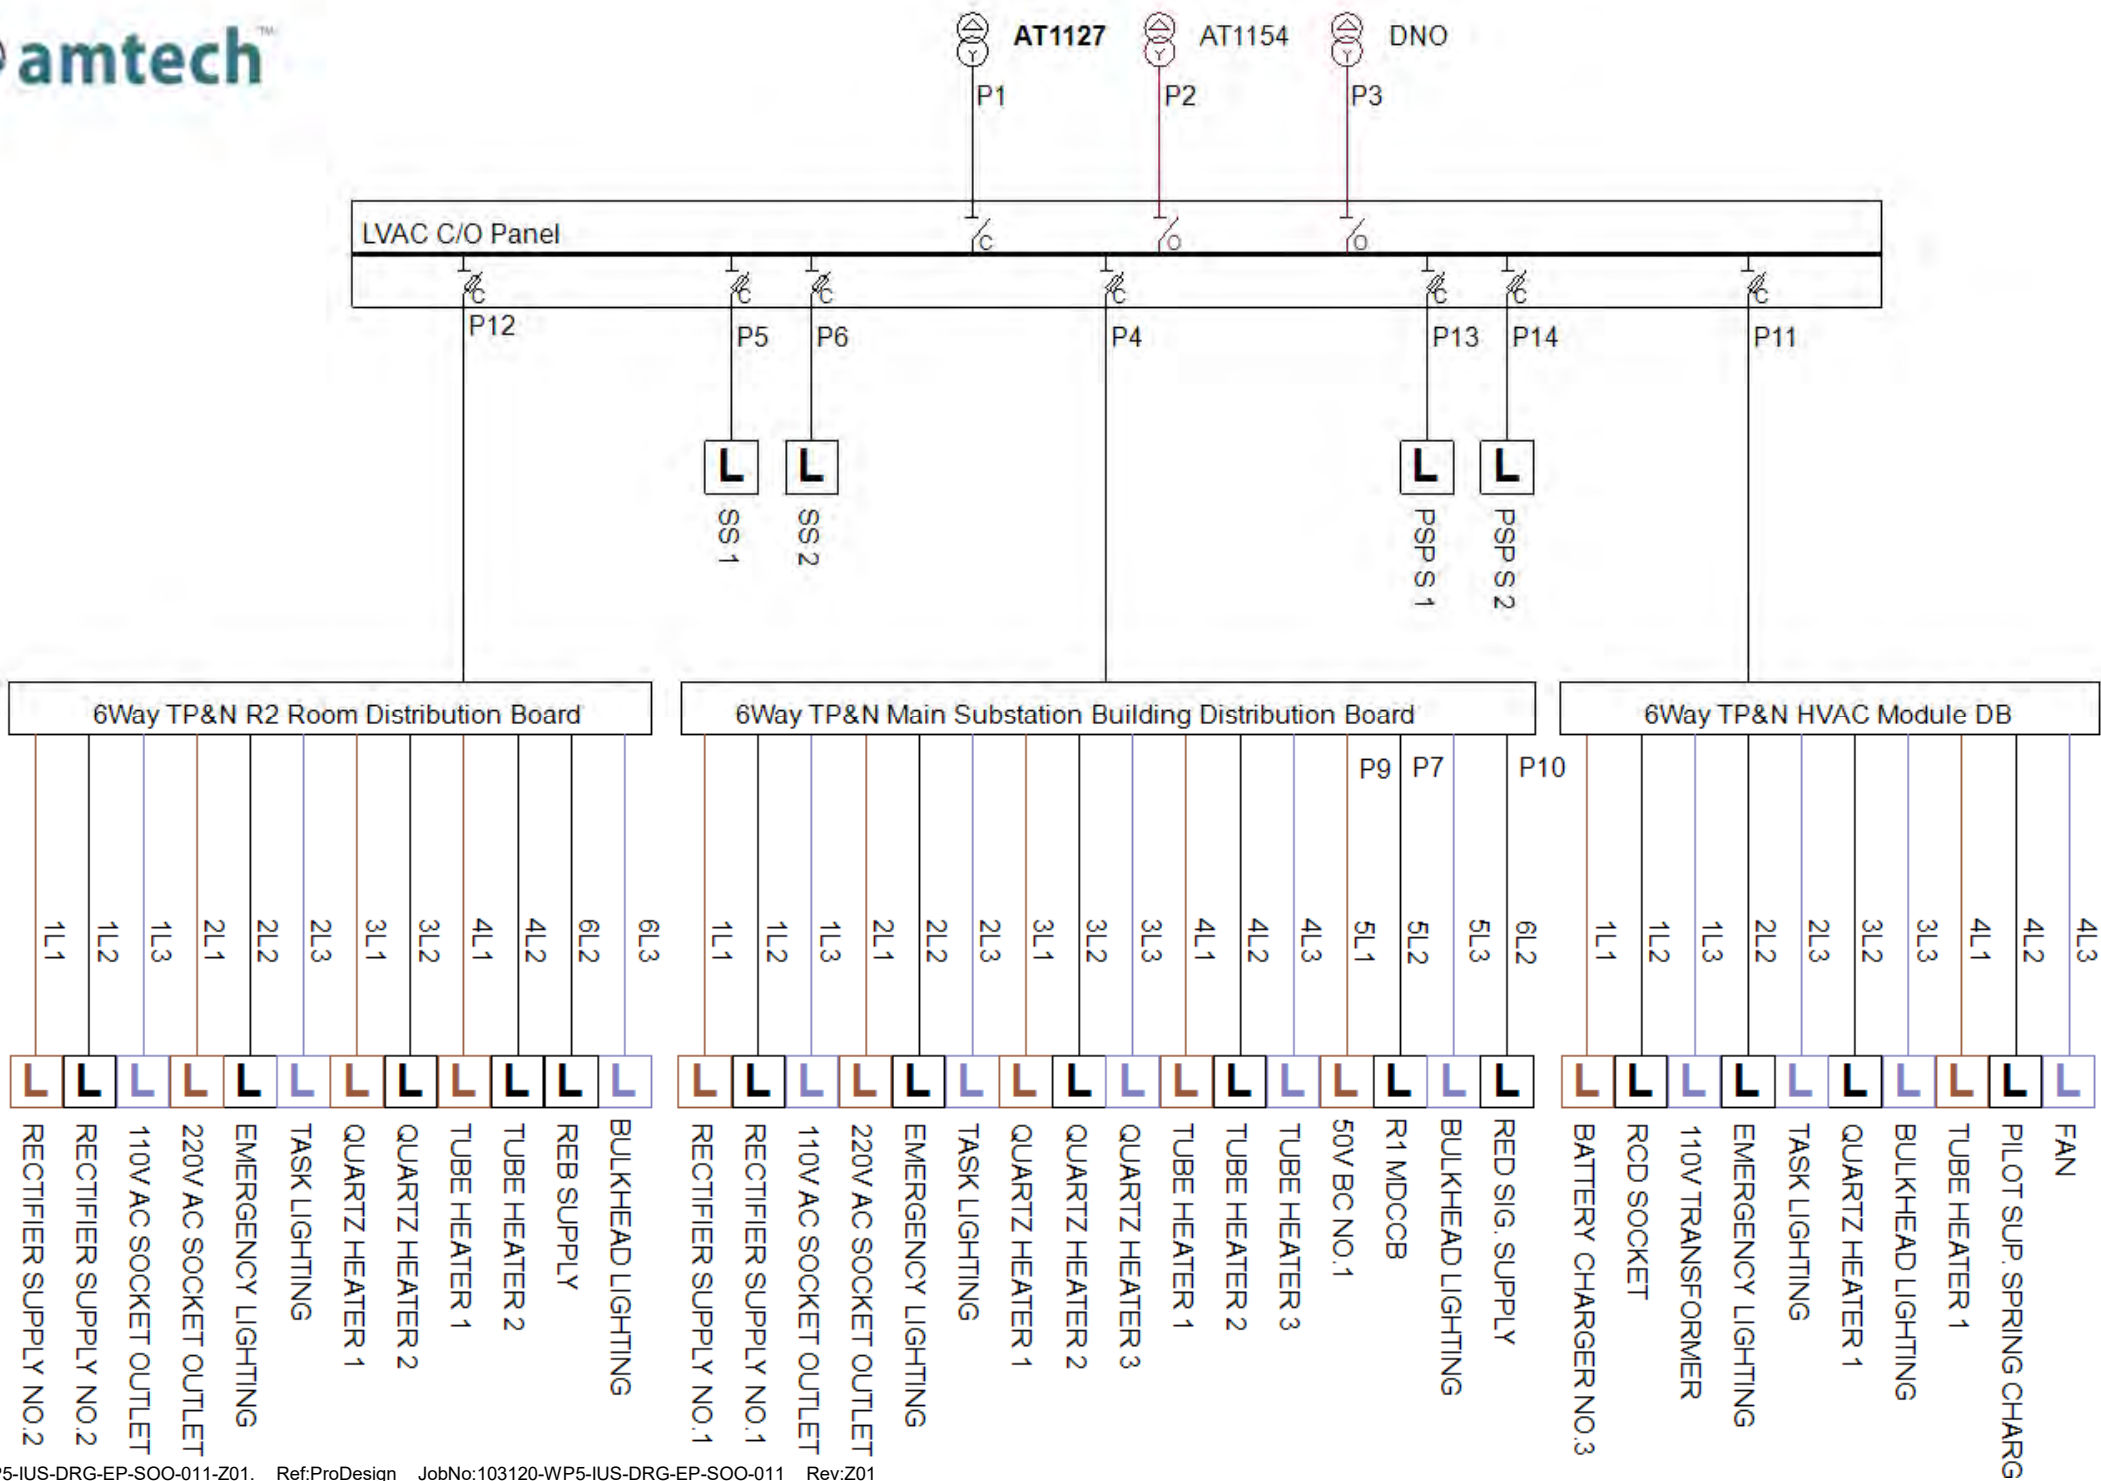 amtech™
AT1127
AT1154
DNO
P1
P2
P3
LVAC C/O Panel
C
O
O
C
C
C
C
C
C
C
P12
P5
P6
P4
P13
P14
P11
L
L
L
L
SS 1
SS 2
PSP S 1
PSP S 2
6Way TP&N R2 Room Distribution Board
6Way TP&N Main Substation Building Distribution Board
6Way TP&N HVAC Module DB
P9
P7
P10
1L1
1L2
1L3
2L1
2L2
2L3
3L1
3L2
4L1
4L2
6L2
6L3
1L1
1L2
1L3
2L1
2L2
2L3
3L1
3L2
3L3
4L1
4L2
4L3
5L1
5L2
5L3
6L2
1L1
1L2
1L3
2L2
2L3
3L2
3L3
4L1
4L2
4L3
L L L L L L L L L L L L
L L L L L L L L L L L L L L L L
L L L L L L L L L L
RECTIFIER SUPPLY NO.2
RECTIFIER SUPPLY NO.2
110V AC SOCKET OUTLET
220V AC SOCKET OUTLET
EMERGENCY LIGHTING
TASK LIGHTING
QUARTZ HEATER 1
QUARTZ HEATER 2
TUBE HEATER 1
TUBE HEATER 2
REB SUPPLY
BULKHEAD LIGHTING
RECTIFIER SUPPLY NO.1
RECTIFIER SUPPLY NO.1
110V AC SOCKET OUTLET
220V AC SOCKET OUTLET
EMERGENCY LIGHTING
TASK LIGHTING
QUARTZ HEATER 1
QUARTZ HEATER 2
QUARTZ HEATER 3
TUBE HEATER 1
TUBE HEATER 2
TUBE HEATER 3
50V BC NO.1
R1 MDCCB
BULKHEAD LIGHTING
RED SIG. SUPPLY
BATTERY CHARGER NO.3
RCD SOCKET
110V TRANSFORMER
EMERGENCY LIGHTING
TASK LIGHTING
QUARTZ HEATER 1
BULKHEAD LIGHTING
TUBE HEATER 1
PILOT SUP. SPRING CHARG
FAN
P5-IUS-DRG-EP-SOO-011-Z01. Ref:ProDesign JobNo:103120-WP5-IUS-DRG-EP-SOO-011 Rev:Z01